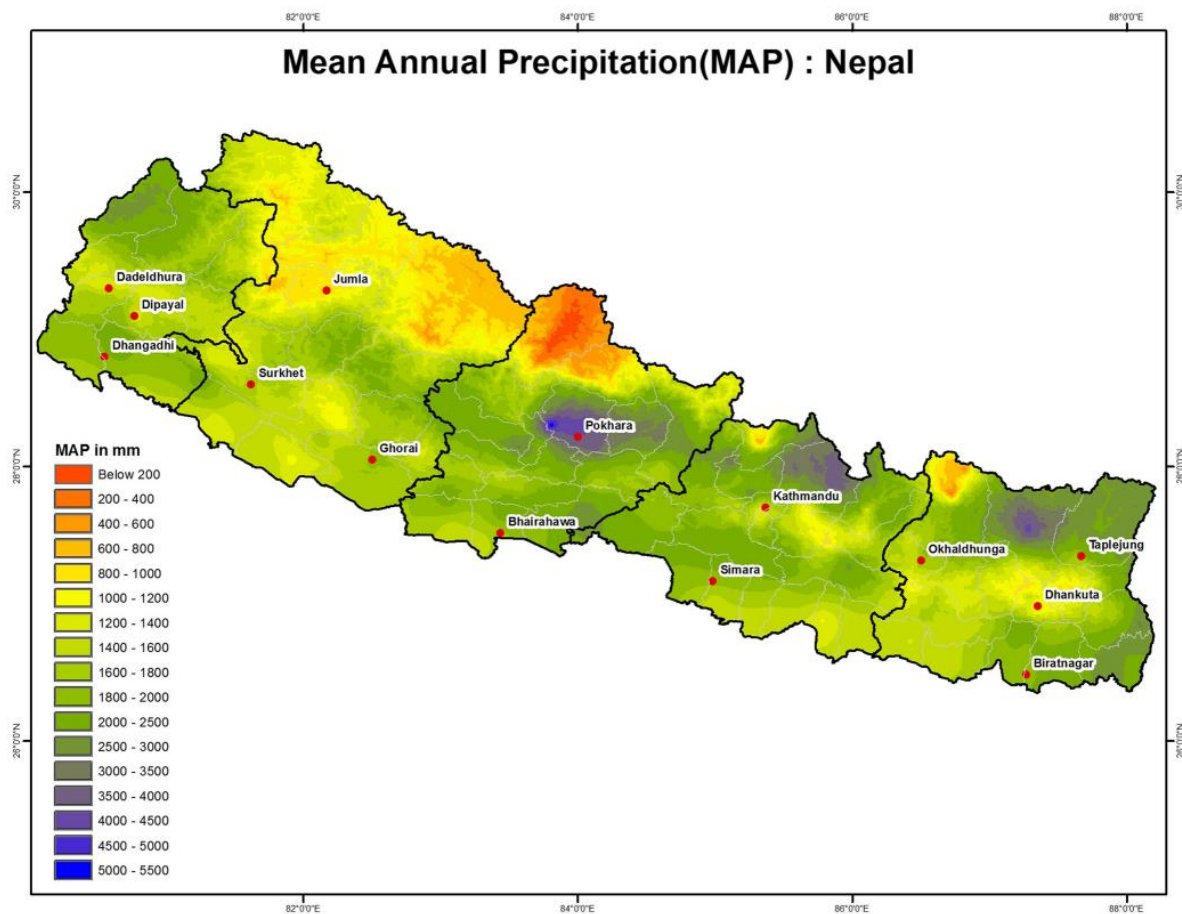 82°0'0"E 84°0'0"E 86°0'0"E 88°0'0"E
Mean Annual Precipitation(MAP) : Nepal
30°0'0"N 30°0'0"N
Dadeldhura
Jumla
Dipayal
Dhangadhi
Surkhet
Pokhara
Ghorai
28°0'0"N 28°0'0"N
Kathmandu
Bhairahawa
Okhaldhunga
Taplejung
Simara
Dhankuta
Biratnagar
26°0'0"N 26°0'0"N
MAP in mm
Below 200
200 - 400
400 - 600
600 - 800
800 - 1000
1000 - 1200
1200 - 1400
1400 - 1600
1600 - 1800
1800 - 2000
2000 - 2500
2500 - 3000
3000 - 3500
3500 - 4000
4000 - 4500
4500 - 5000
5000 - 5500
82°0'0"E 84°0'0"E 86°0'0"E 88°0'0"E